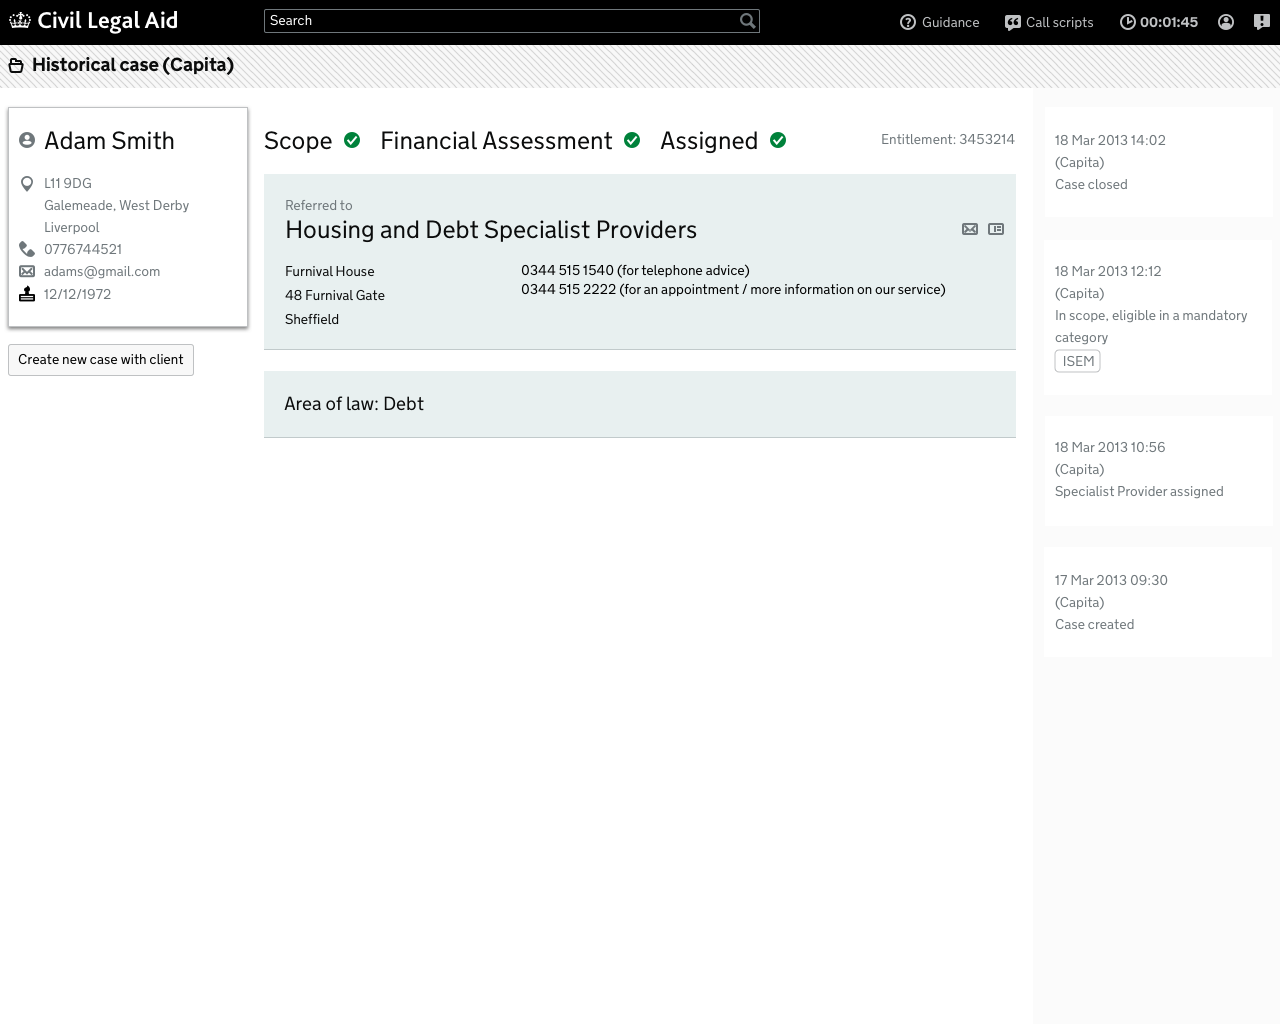 Civil Legal Aid
Search
Guidance
Call scripts
00:01:45
Historical case (Capita)
Adam Smith
L11 9DG
Galemeade, West Derby
Liverpool
0776744521
adams@gmail.com
12/12/1972
Create new case with client
Scope
Financial Assessment
Assigned
Entitlement: 3453214
Referred to
Housing and Debt Specialist Providers
Furnival House
48 Furnival Gate
Sheffield
0344 515 1540 (for telephone advice)
0344 515 2222 (for an appointment / more information on our service)
Area of law: Debt
18 Mar 2013 14:02
(Capita)
Case closed
18 Mar 2013 12:12
(Capita)
In scope, eligible in a mandatory
category
ISEM
18 Mar 2013 10:56
(Capita)
Specialist Provider assigned
17 Mar 2013 09:30
(Capita)
Case created